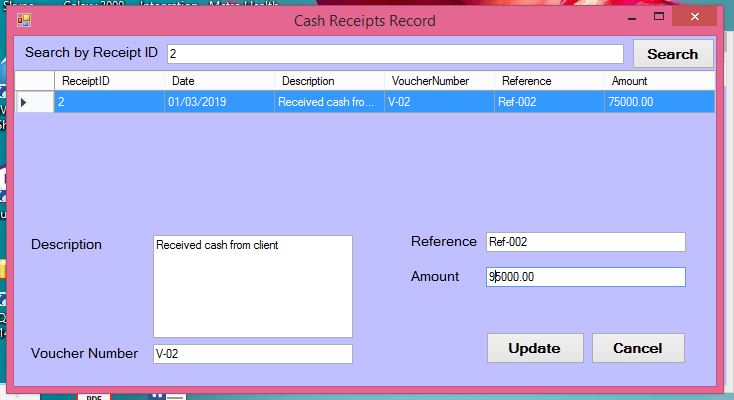 Cash Receipts Record
Search by Receipt ID 2 Search
ReceiptID Date Description VoucherNumber Reference Amount
2 01/03/2019 Received cash fro... V-02 Ref-002 75000.00
Description Received cash from client
Reference Ref-002
Amount 95000.00
Voucher Number V-02
Update Cancel